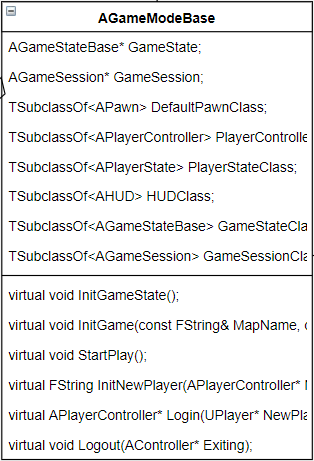 AGameModeBase
AGameStateBase* GameState;
AGameSession* GameSession;
TSubclassOf<APawn> DefaultPawnClass;
TSubclassOf<APlayerController> PlayerControlle
TSubclassOf<APlayerState> PlayerStateClass;
TSubclassOf<AHUD> HUDClass;
TSubclassOf<AGameStateBase> GameStateCla
TSubclassOf<AGameSession> GameSessionCla
virtual void InitGameState();
virtual void InitGame(const FString& MapName,
virtual void StartPlay();
virtual FString InitNewPlayer(APlayerController*
virtual APlayerController* Login(UPlayer* NewPla
virtual void Logout(AController* Exiting);